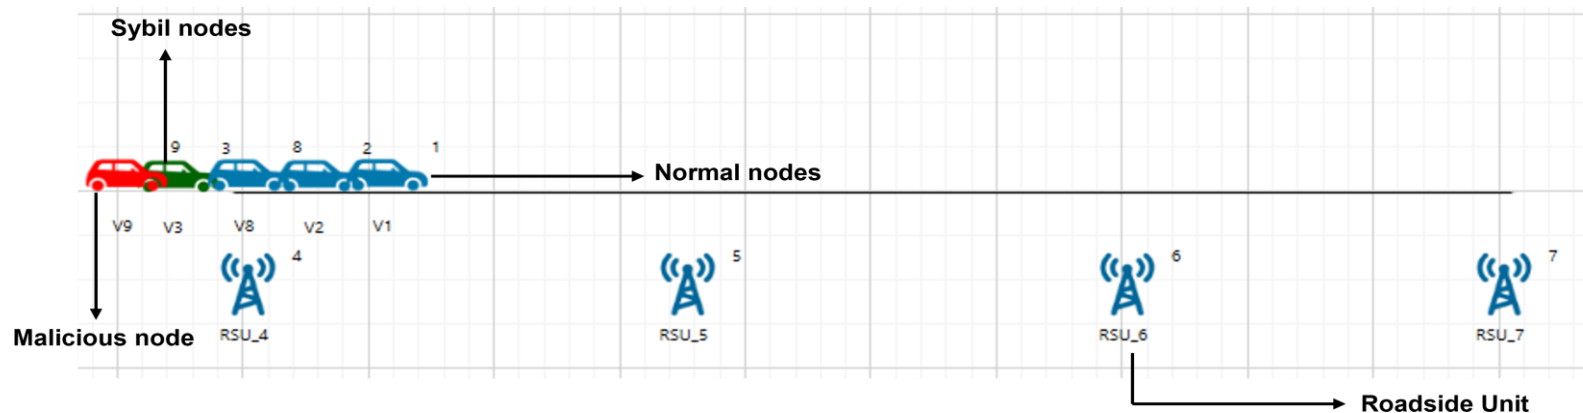 Sybil nodes
9 3 8 2 1
Normal nodes
V9 V3 V8 V2 V1
4 5 6 7
Malicious node
RSU_4 RSU_5 RSU_6 RSU_7
Roadside Unit